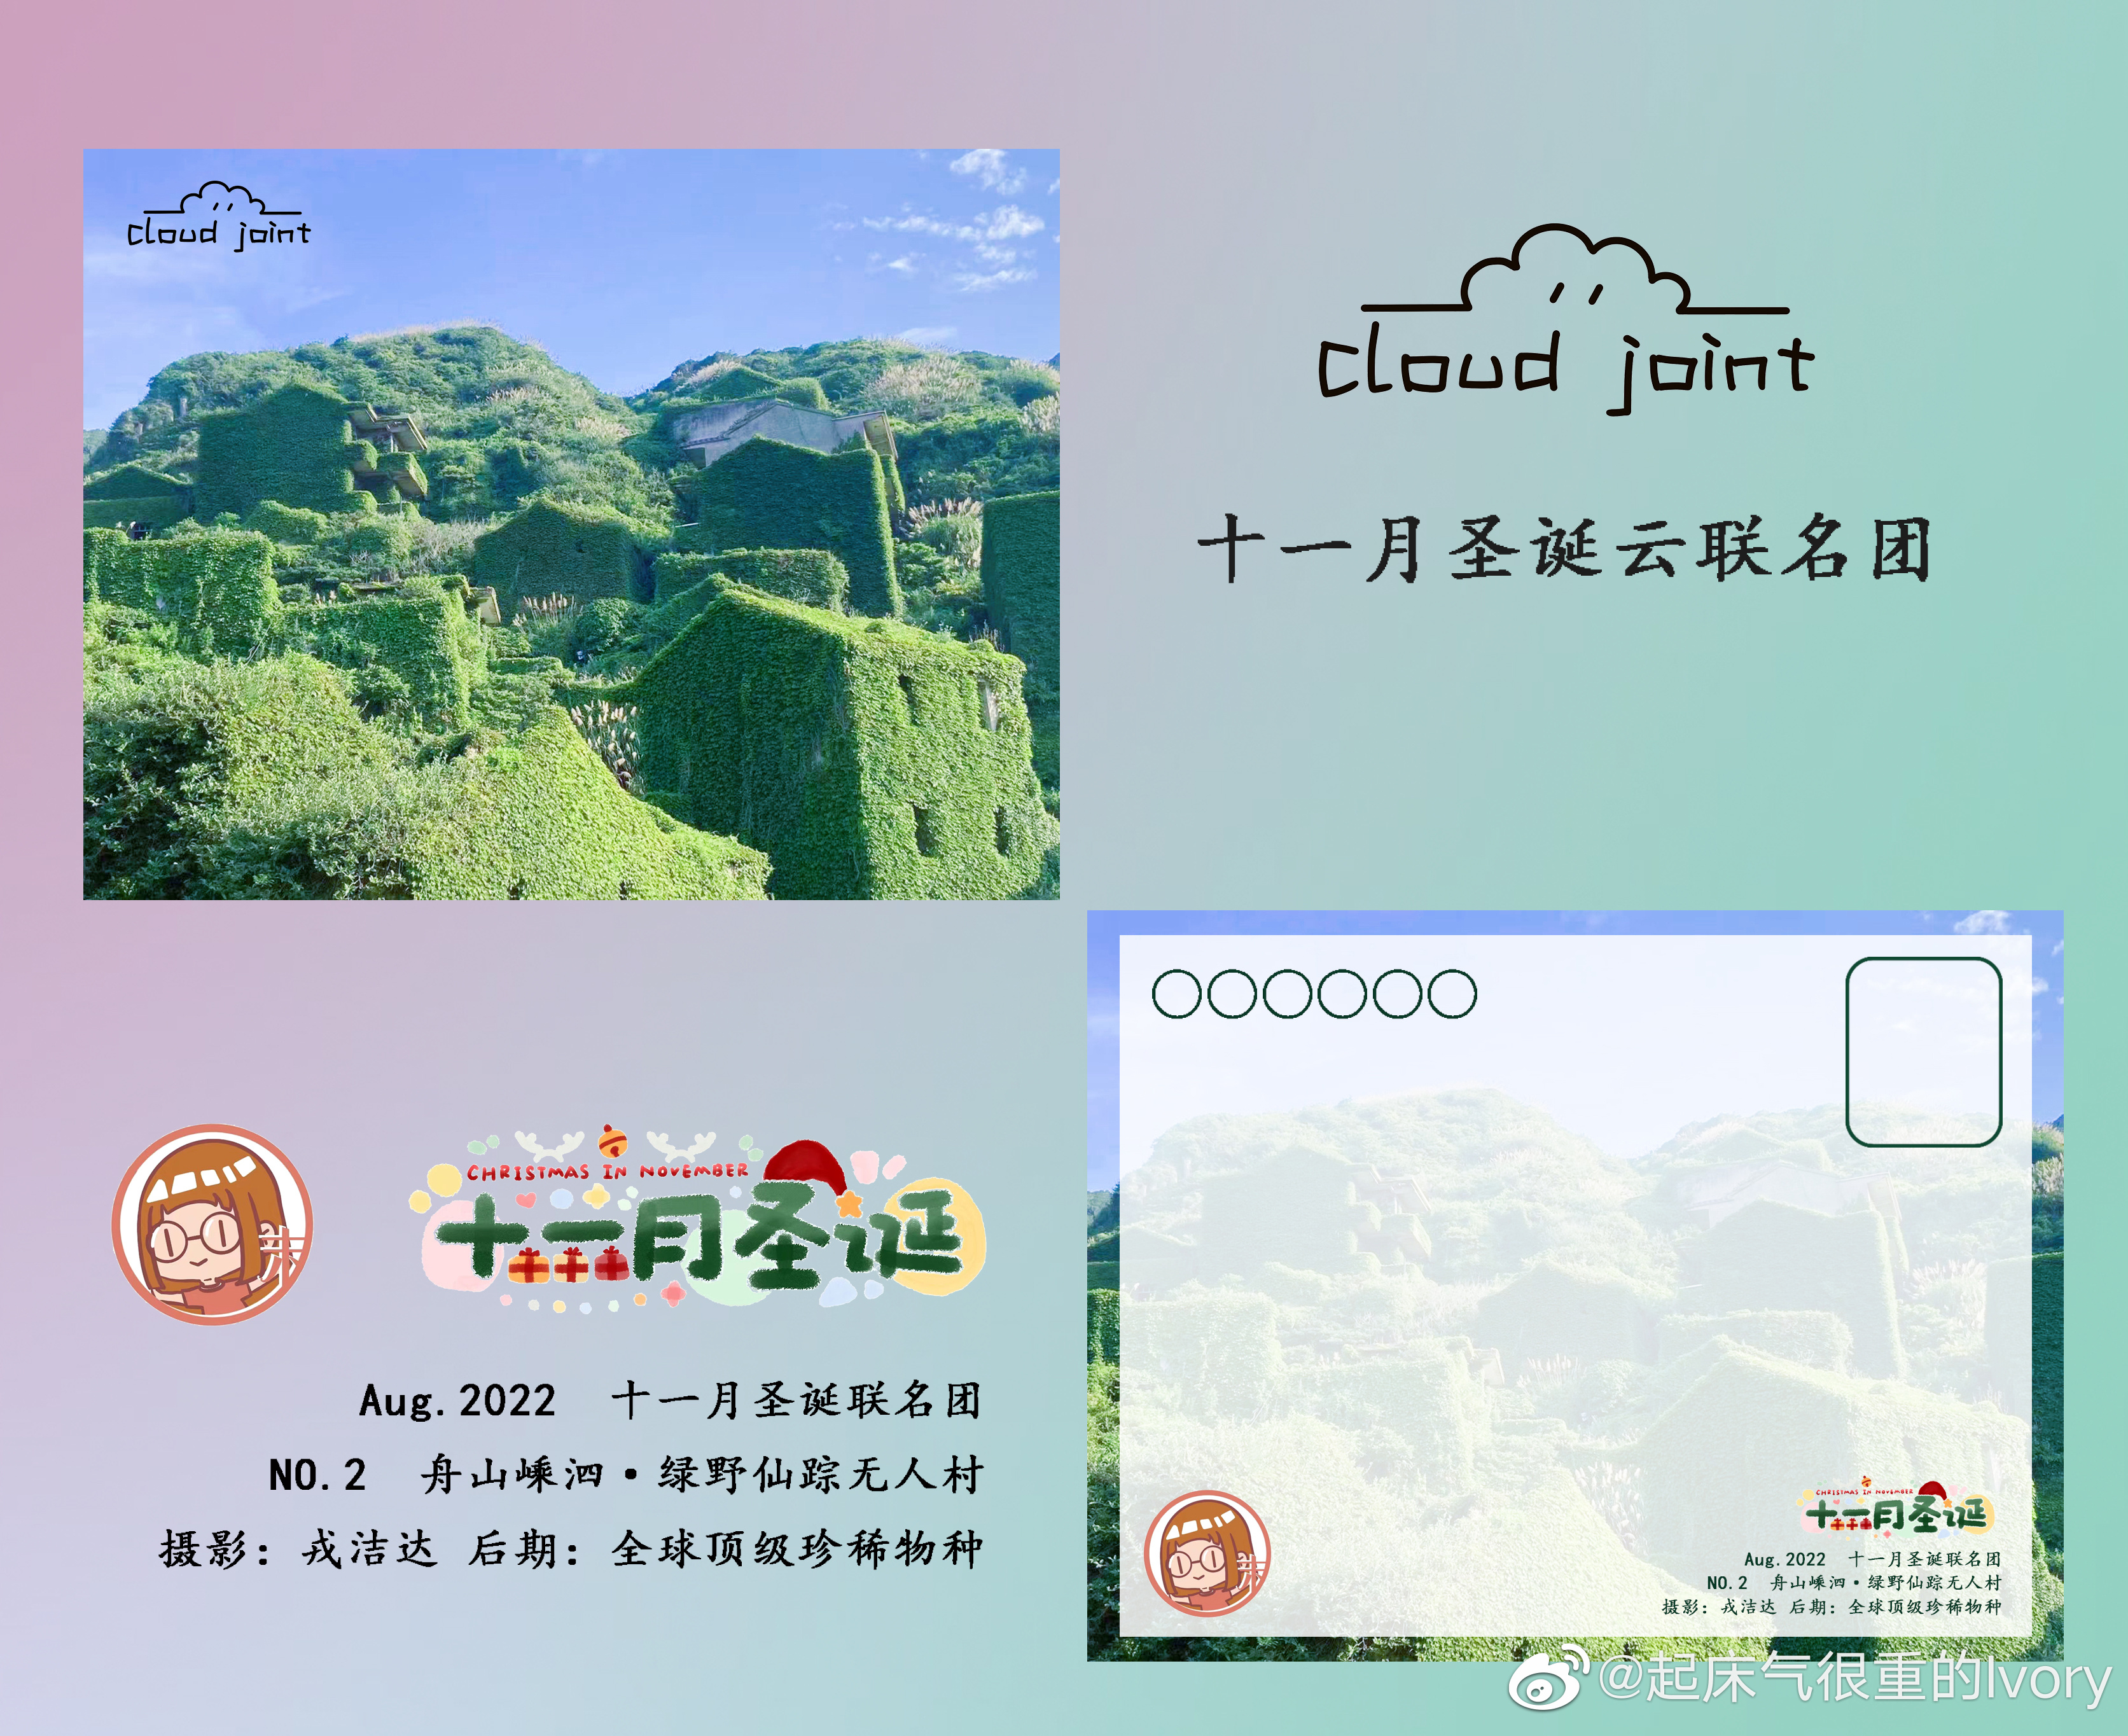 cloud joint
cloud joint
十一月圣诞云联名团
CHRISTMAS IN NOVEMBER
十一月圣诞
Aug.2022 十一月圣诞联名团
NO.2 舟山嵊泗·绿野仙踪无人村
摄影：戎洁达 后期：全球顶级珍稀物种
CHRISTMAS IN NOVEMBER
十一月圣诞
Aug.2022 十一月圣诞联名团
NO.2 舟山嵊泗·绿野仙踪无人村
摄影：戎洁达 后期：全球顶级珍稀物种
@起床气很重的Ivory